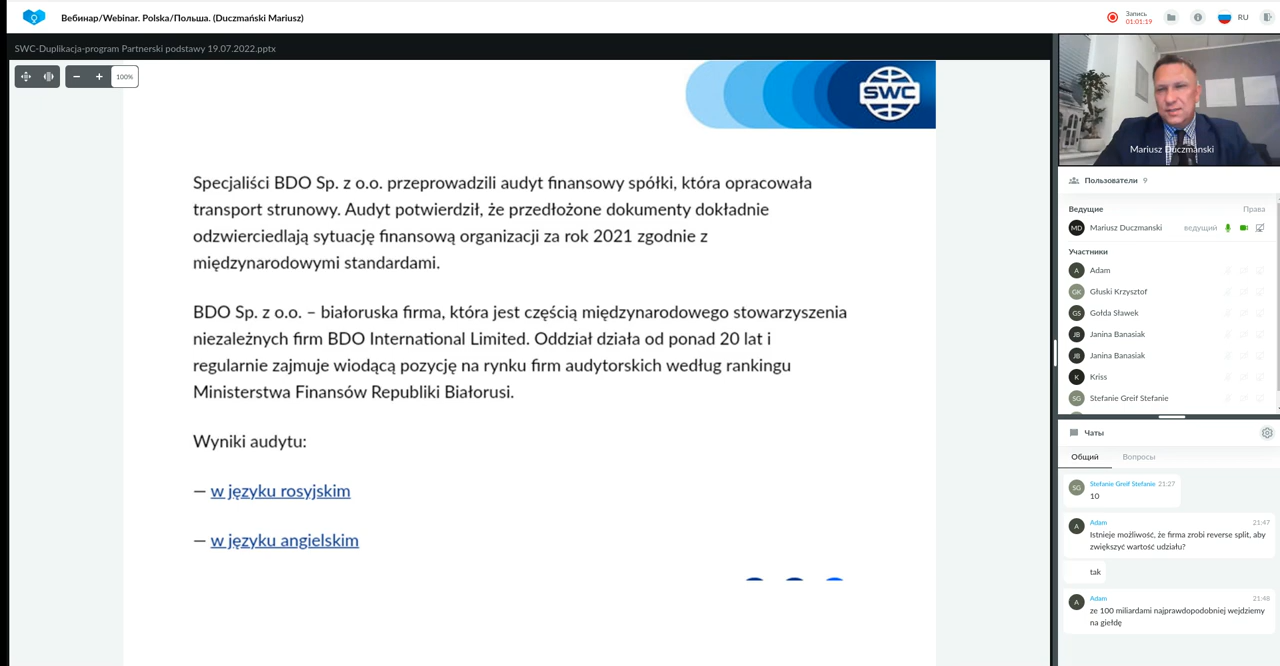 Вебинар/Webinar. Polska/Польша. (Duczmański Mariusz)
Запись
01:01:19
RU
SWC-Duplikacja-program Partnerski podstawy 19.07.2022.pptx
100%
SWC
Specjaliści BDO Sp. z o.o. przeprowadzili audyt finansowy spółki, która opracowała
transport strunowy. Audyt potwierdził, że przedłożone dokumenty dokładnie
odzwierciedlają sytuację finansową organizacji za rok 2021 zgodnie z
międzynarodowymi standardami.
BDO Sp. z o.o. – białoruska firma, która jest częścią międzynarodowego stowarzyszenia
niezależnych firm BDO International Limited. Oddział działa od ponad 20 lat i
regularnie zajmuje wiodącą pozycję na rynku firm audytorskich według rankingu
Ministerstwa Finansów Republiki Białorusi.
Wyniki audytu:
— w języku rosyjskim
— w języku angielskim
Mariusz Duczmanski
Пользователи 9
Ведущие Права
MD Mariusz Duczmanski ведущий
Участники
A Adam
GK Głuski Krzysztof
GS Gołda Sławek
JB Janina Banasiak
JB Janina Banasiak
K Kriss
SG Stefanie Greif Stefanie
Чаты
Общий Вопросы
SG Stefanie Greif Stefanie 21:27
10
A Adam 21:47
Istnieje możliwość, że firma zrobi reverse split, aby
zwiększyć wartość udziału?
tak
A Adam 21:48
ze 100 miliardami najprawdopodobniej wejdziemy
na giełdę